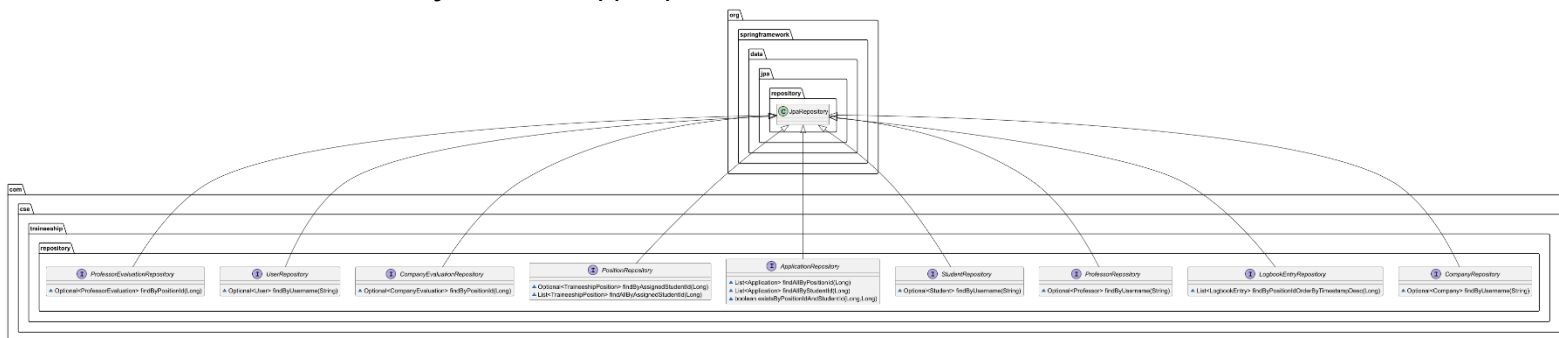 org
springframework
data
jpa
repository
C JpaRepository
com
cse
traineeship
repository
I ProfessorEvaluationRepository
Optional<ProfessorEvaluation> findByPositionId(Long)
I UserRepository
Optional<User> findByUsername(String)
I CompanyEvaluationRepository
Optional<CompanyEvaluation> findByPositionId(Long)
I PositionRepository
Optional<TraineeshipPosition> findByAssignedStudentId(Long)
List<TraineeshipPosition> findAllByAssignedStudentId(Long)
I ApplicationRepository
List<Application> findAllByPositionId(Long)
List<Application> findAllByStudentId(Long)
boolean existsByPositionIdAndStudentId(Long,Long)
I StudentRepository
Optional<Student> findByUsername(String)
I ProfessorRepository
Optional<Professor> findByUsername(String)
I LogbookEntryRepository
List<LogbookEntry> findByPositionIdOrderByTimestampDesc(Long)
I CompanyRepository
Optional<Company> findByUsername(String)